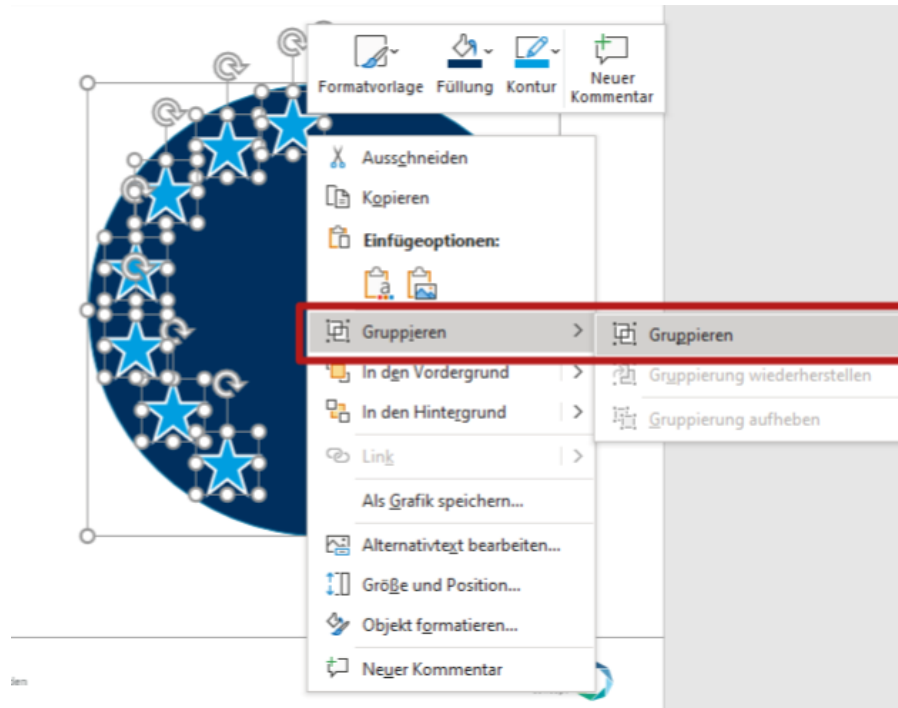 Formatvorlage Füllung Kontur
Neuer
Kommentar
Ausschneiden
Kopieren
Einfügeoptionen:
Gruppieren
Gruppieren
In den Vordergrund
Gruppierung wiederherstellen
In den Hintergrund
Gruppierung aufheben
Link
Als Grafik speichern...
Alternativtext bearbeiten...
Größe und Position...
Objekt formatieren...
Neuer Kommentar